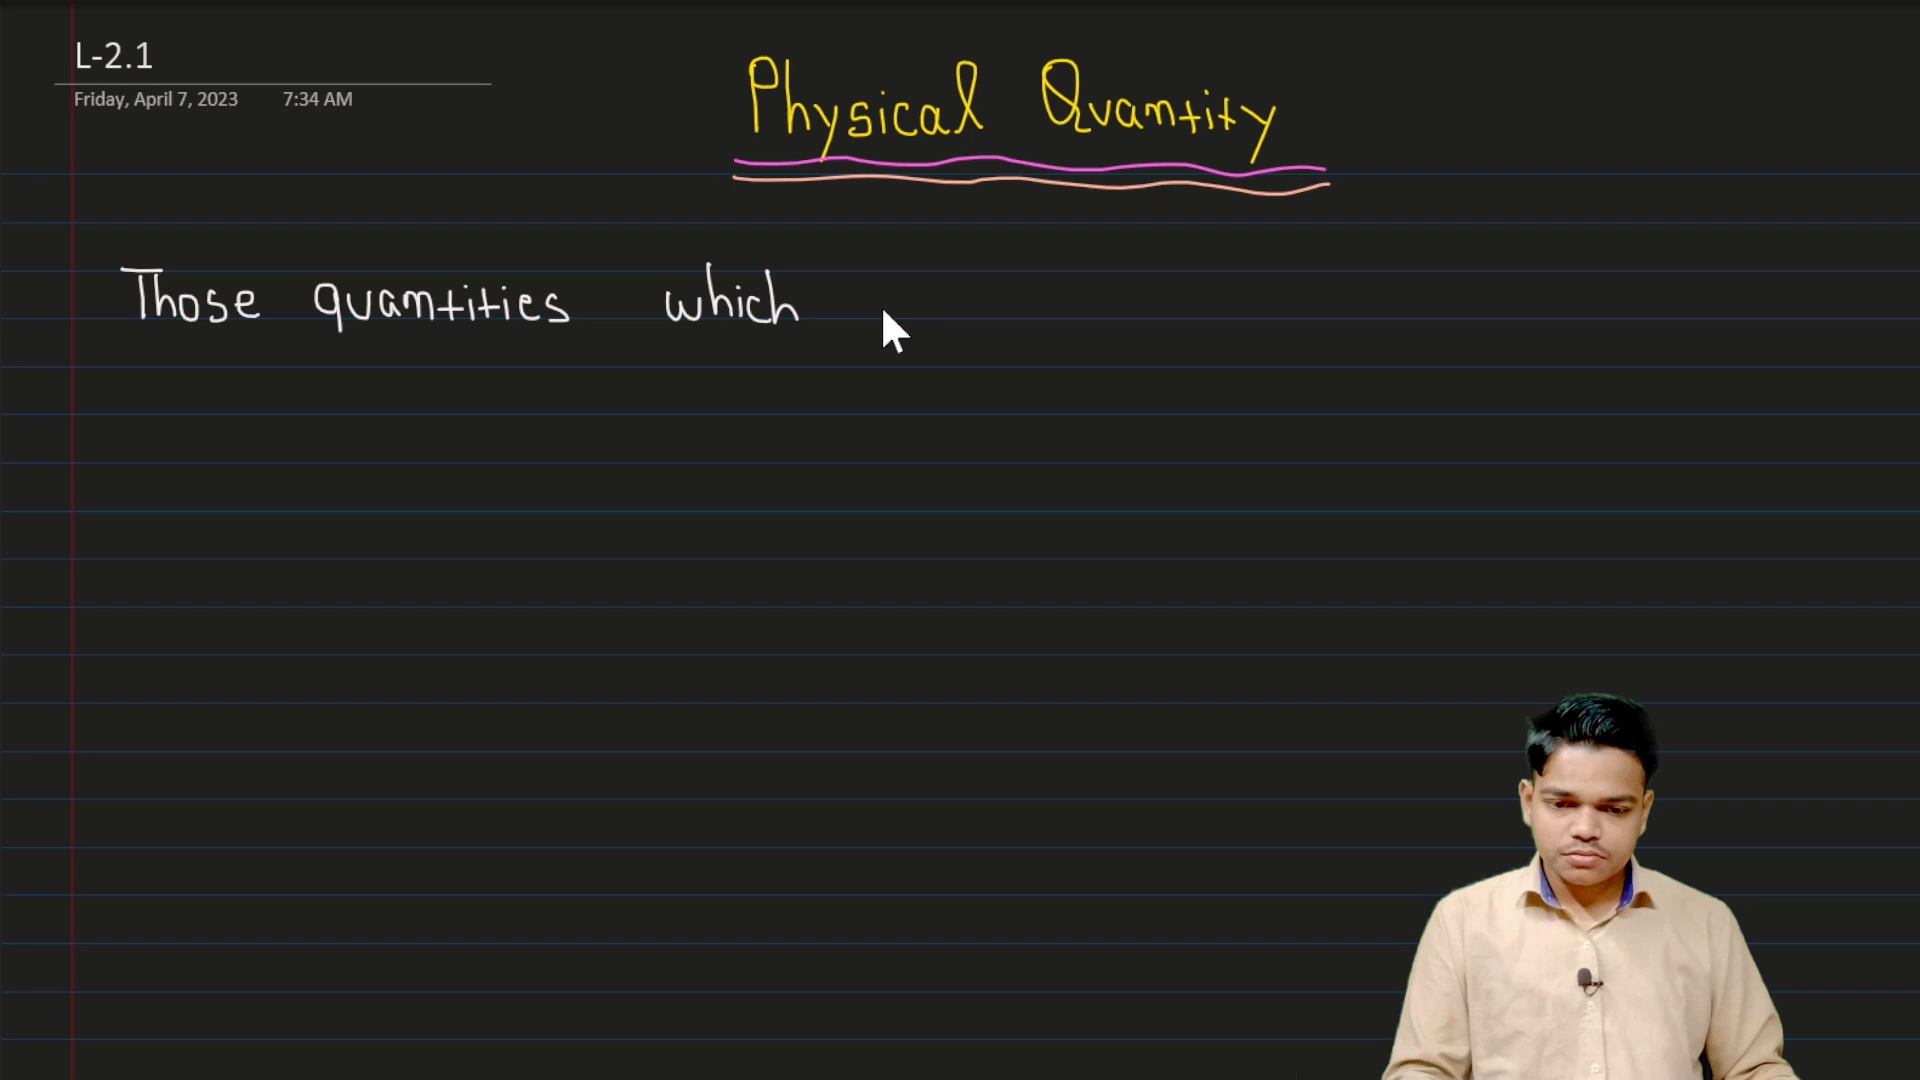 L-2.1
Friday, April 7, 2023 7:34 AM
Physical Quantity
Those quantities which